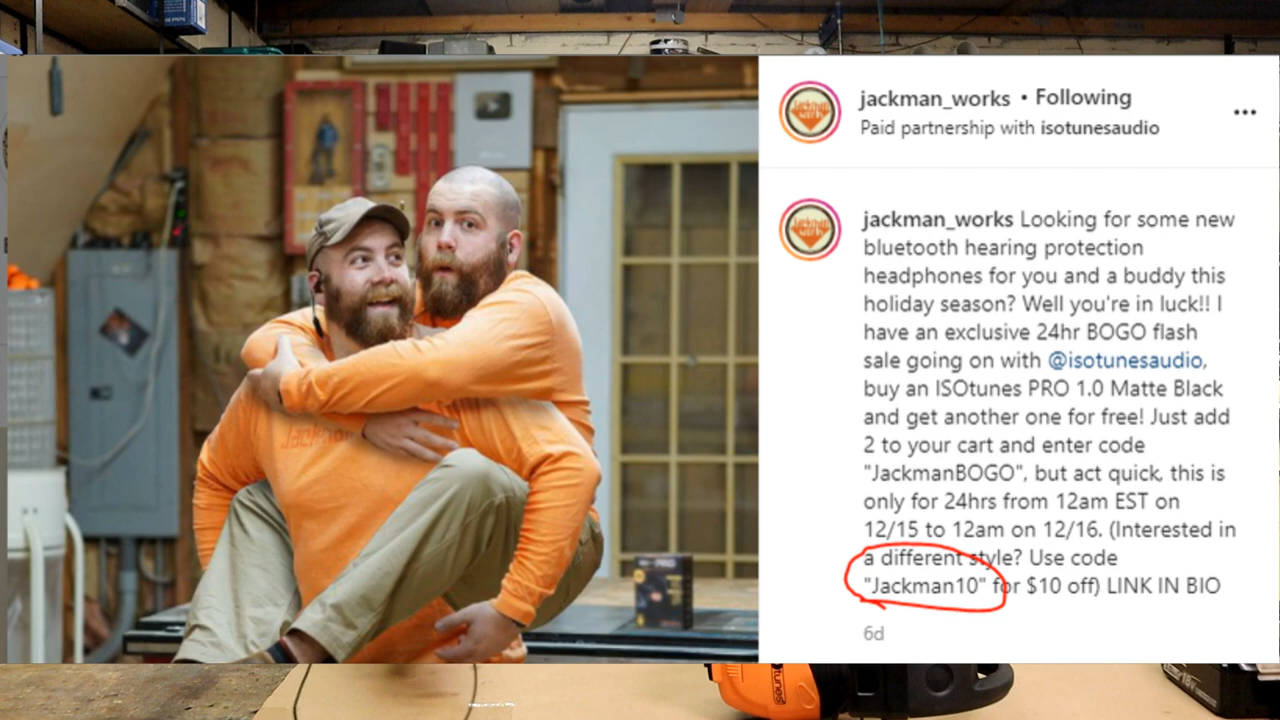 jackman_works • Following
Paid partnership with isotunesaudio
jackman_works Looking for some new
bluetooth hearing protection
headphones for you and a buddy this
holiday season? Well you're in luck!! I
have an exclusive 24hr BOGO flash
sale going on with @isotunesaudio,
buy an ISOtunes PRO 1.0 Matte Black
and get another one for free! Just add
2 to your cart and enter code
"JackmanBOGO", but act quick, this is
only for 24hrs from 12am EST on
12/15 to 12am on 12/16. (Interested in
a different style? Use code
"Jackman10" for $10 off) LINK IN BIO
6d